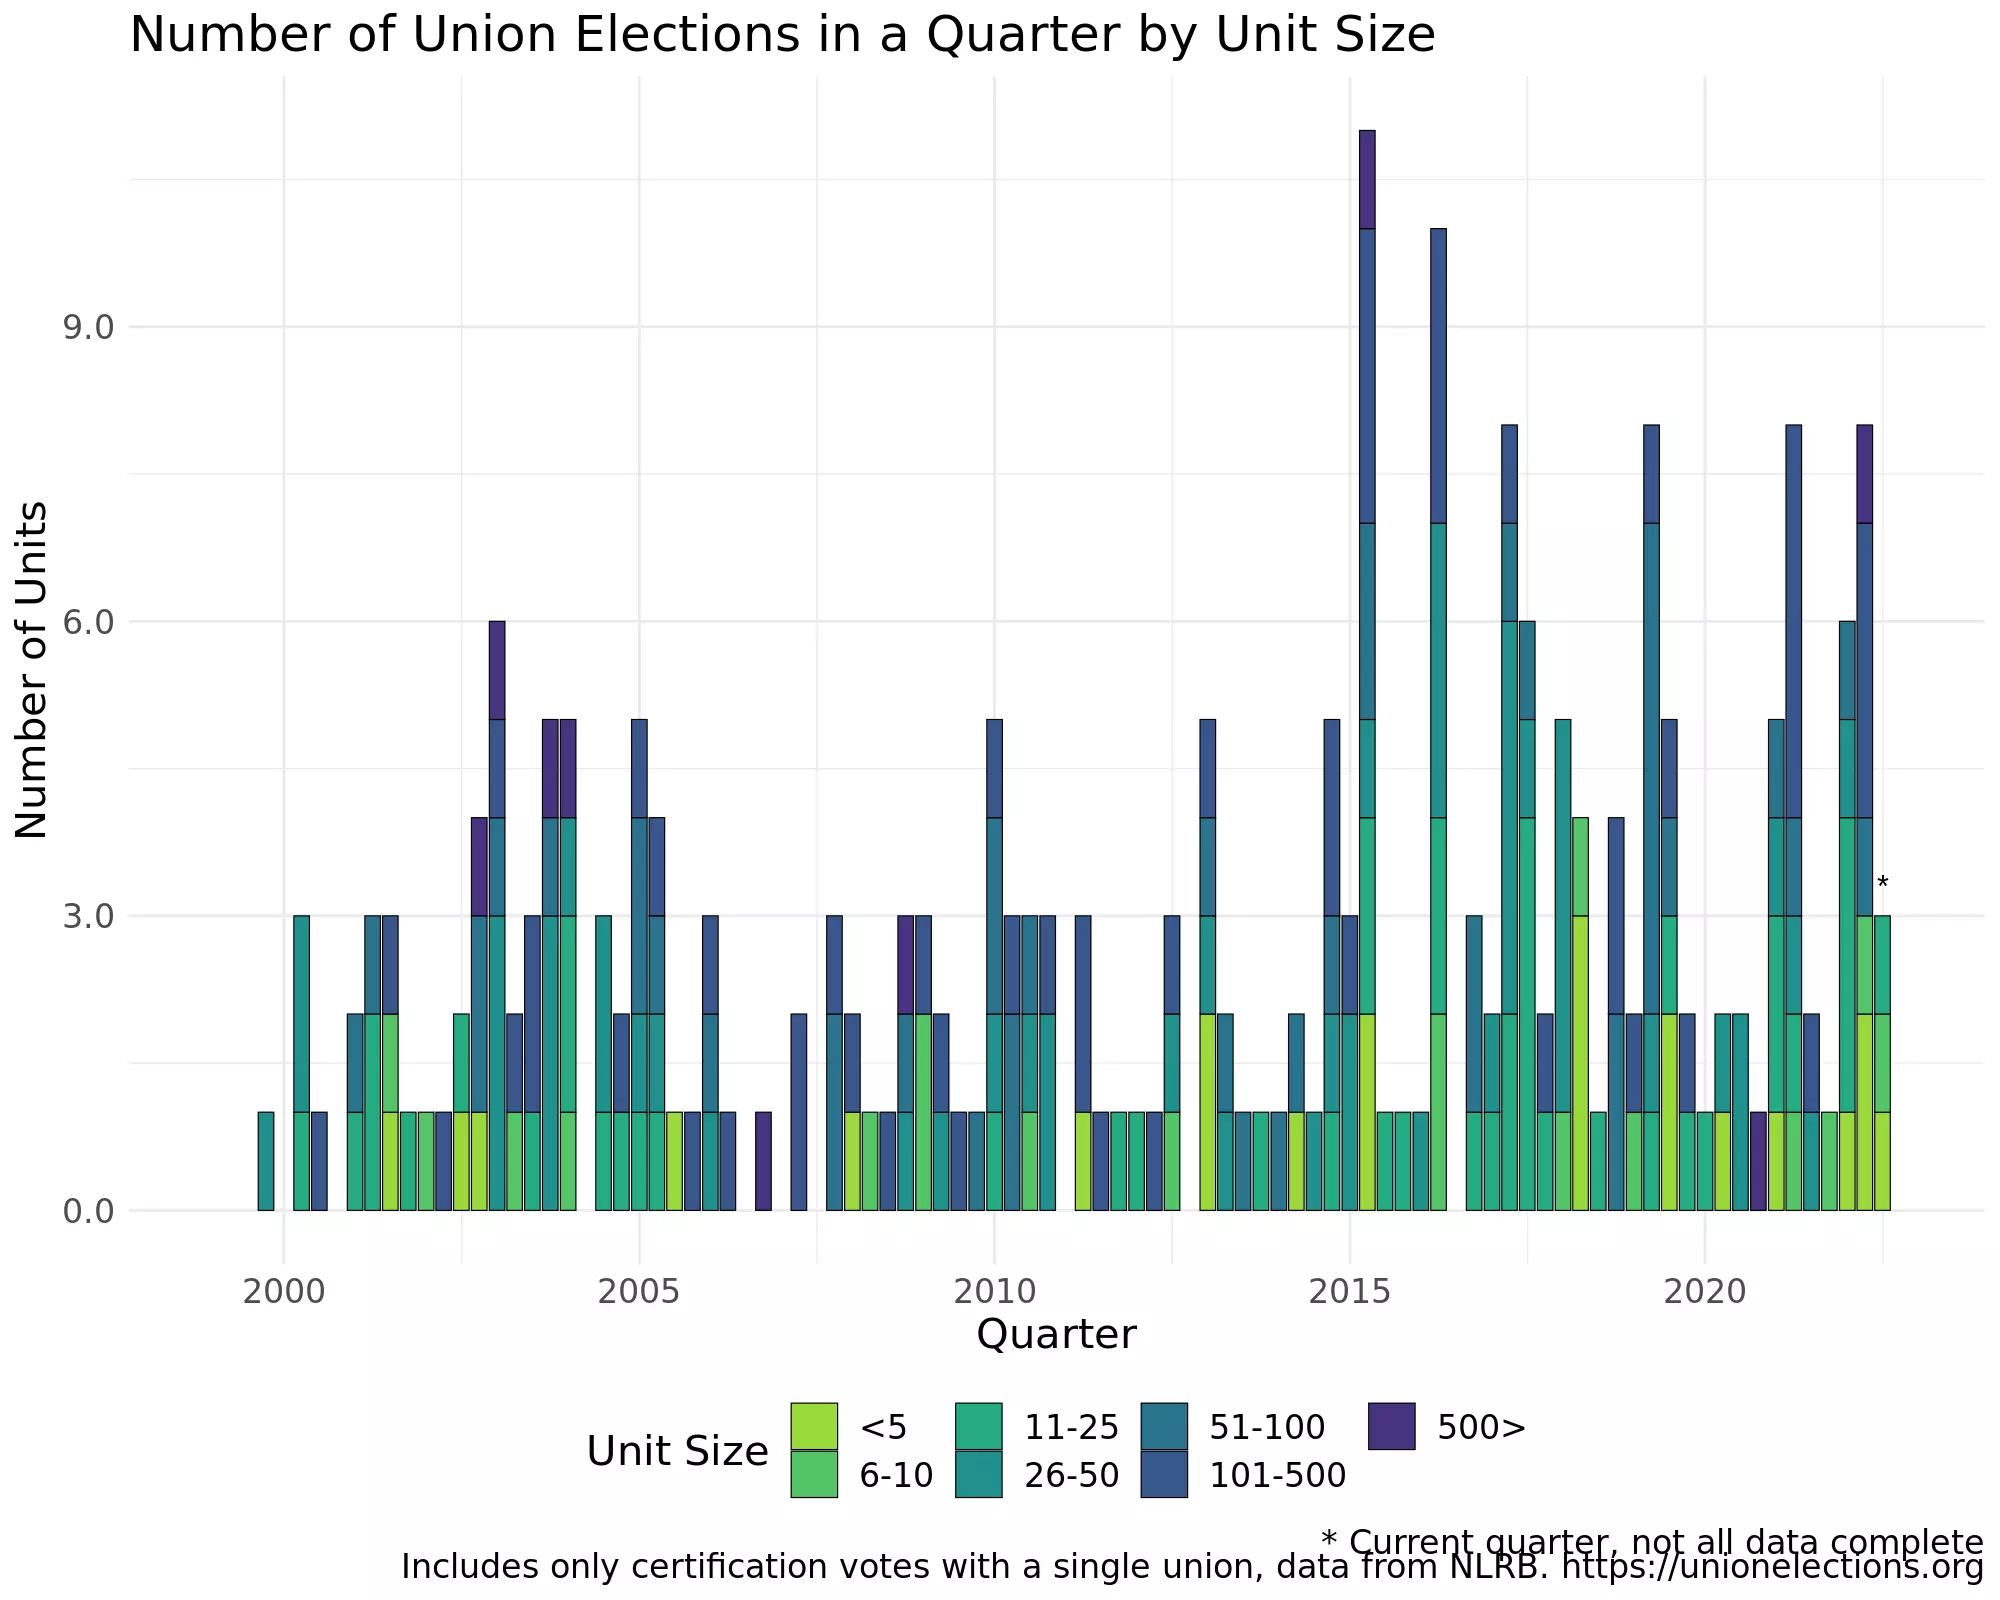 Number of Union Elections in a Quarter by Unit Size
Number of Units
9.0
6.0
3.0
0.0
*
2000 2005 2010 2015 2020
Quarter
Unit Size
<5 11-25 51-100 500>
6-10 26-50 101-500
* Current quarter, not all data complete
Includes only certification votes with a single union, data from NLRB. https://unionelections.org